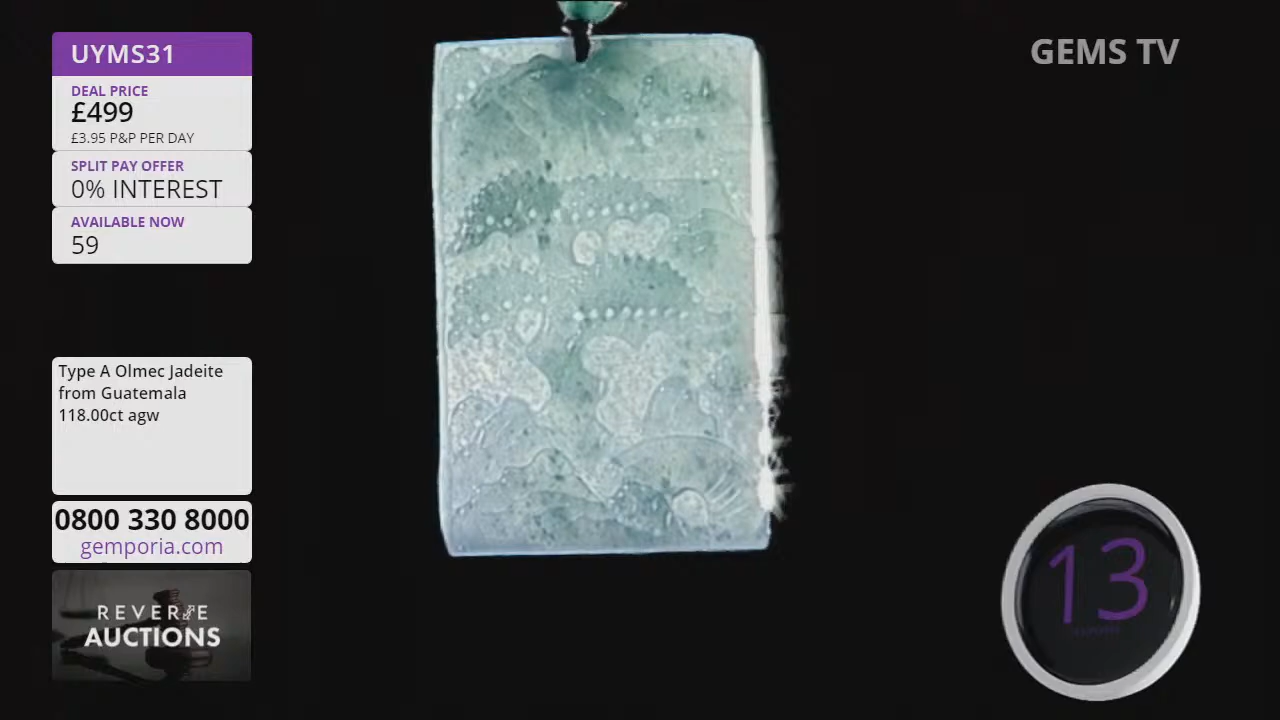 UYMS31
DEAL PRICE
£499
£3.95 P&P PER DAY
SPLIT PAY OFFER
0% INTEREST
AVAILABLE NOW
59
Type A Olmec Jadeite
from Guatemala
118.00ct agw
0800 330 8000
gemporia.com
REVERSE
AUCTIONS
GEMS TV
13